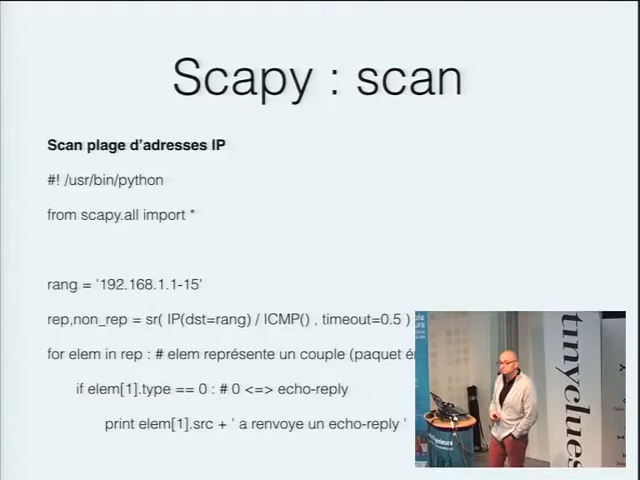 Scapy : scan
Scan plage d'adresses IP
#! /usr/bin/python
from scapy.all import *
rang = '192.168.1.1-15'
rep,non_rep = sr( IP(dst=rang) / ICMP() , timeout=0.5 )
for elem in rep : # elem représente un couple (paquet
if elem[1].type == 0 : # 0 <=> echo-reply
print elem[1].src + ' a renvoye un echo-reply '
tinyclues